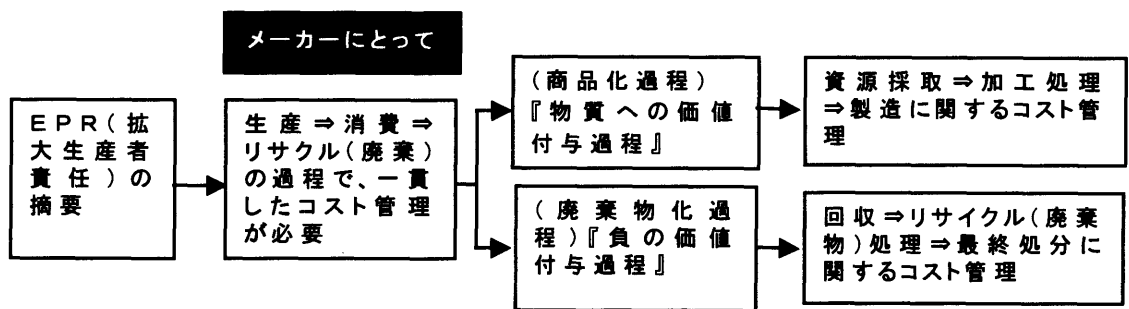 メーカーにとって
EPR(拡
大生産者
責任)の
摘要
生産⇒消費⇒
リサクル(廃棄)
の過程で、一貫
したコスト管理
が必要
(商品化過程)
『物質への価値
付与過程』
資源採取⇒加工処理
⇒製造に関するコスト管
理
(廃棄物化過
程)『負の価値
付与過程』
回収⇒リサイクル(廃棄
物)処理⇒最終処分に
関するコスト管理